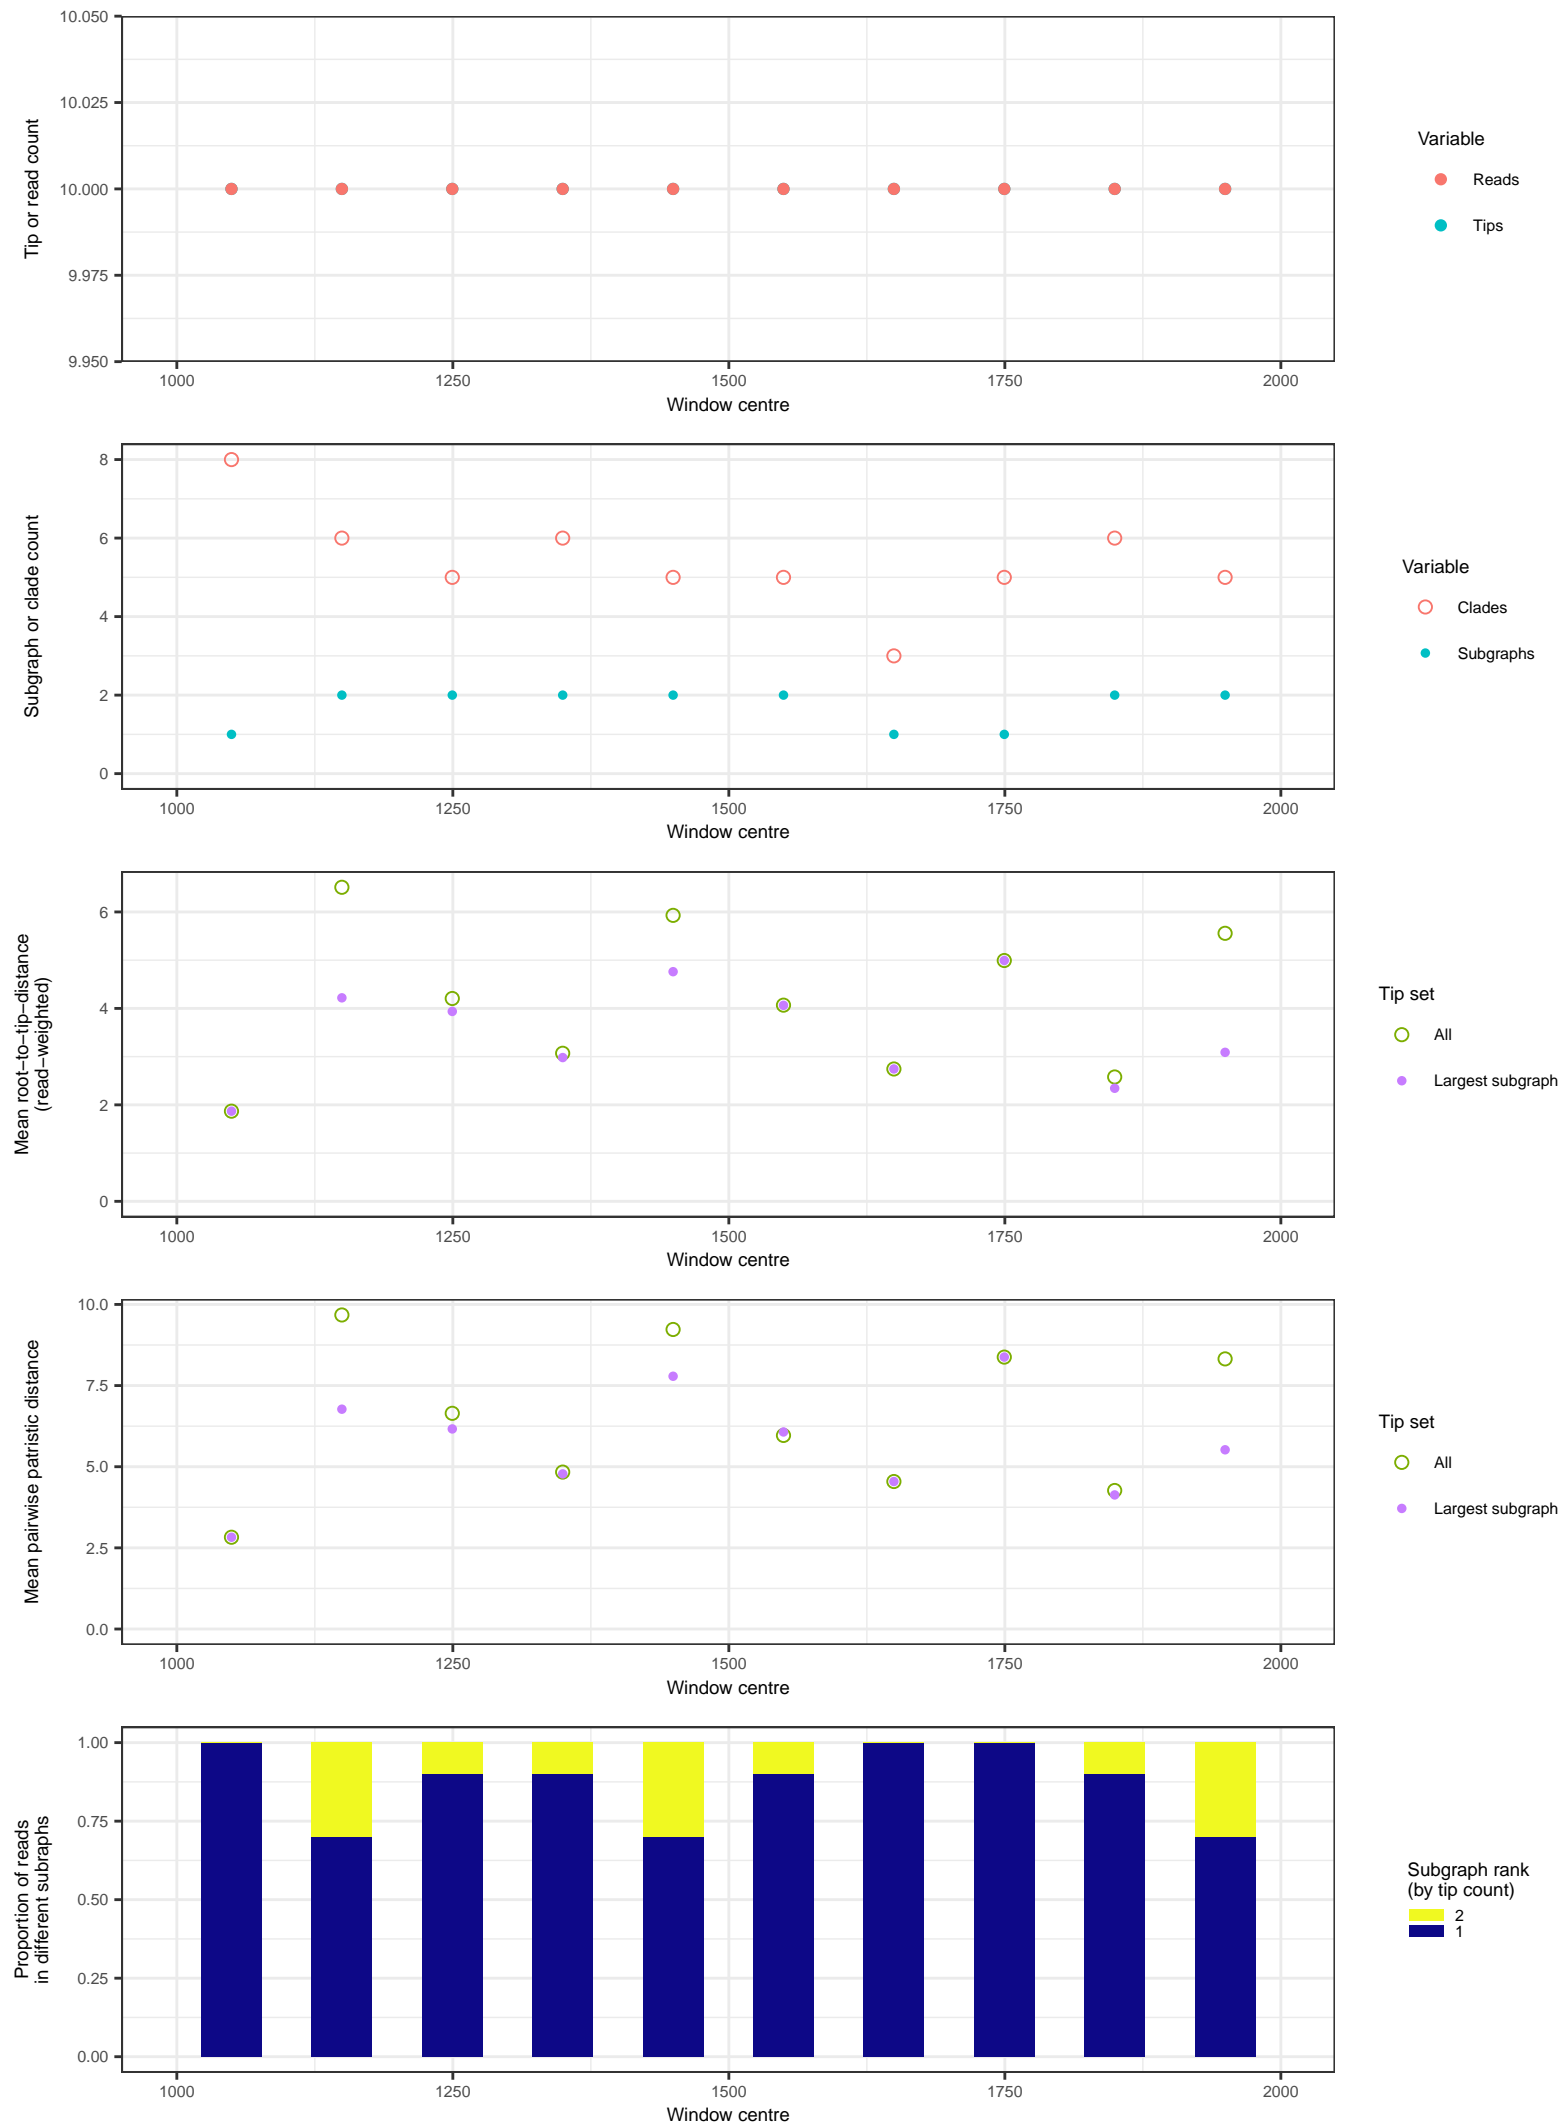 10.050
10.025
10.000
9.975
9.950
Tip or read count
1000 1250 1500 1750 2000
Window centre
Variable
Reads
Tips
8
6
4
2
0
Subgraph or clade count
1000 1250 1500 1750 2000
Window centre
Variable
Clades
Subgraphs
6
4
2
0
Mean root−to−tip−distance
(read−weighted)
1000 1250 1500 1750 2000
Window centre
Tip set
All
Largest subgraph
10.0
7.5
5.0
2.5
0.0
Mean pairwise patristic distance
1000 1250 1500 1750 2000
Window centre
Tip set
All
Largest subgraph
1.00
0.75
0.50
0.25
0.00
Proportion of reads
in different subraphs
1000 1250 1500 1750 2000
Window centre
Subgraph rank
(by tip count)
2
1